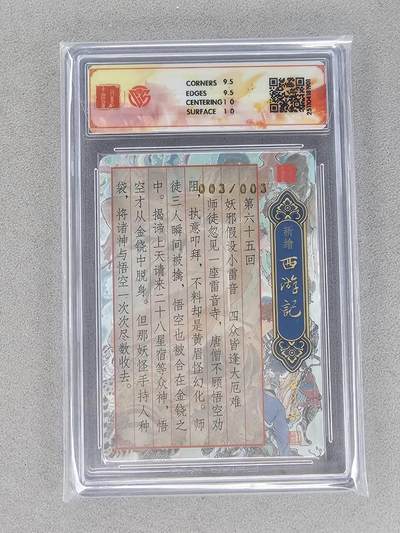 CORNERS 9.5
EDGES 9.5
CENTERING 10
SURFACE 10
新繪
西游記
003/003
第六十五回
妖邪假设小雷音 四众皆逢大厄难
师徒忽见一座雷音寺，唐僧不顾悟空劝
阻，执意叩拜，不料却是黄眉怪幻化。师
徒三人瞬间被擒，悟空也被合在金铙之
中。揭谛上天请来二十八星宿等众神，悟
空才从金铙中脱身。但那妖怪手持人种
袋，将诸神与悟空一次次尽数收去。